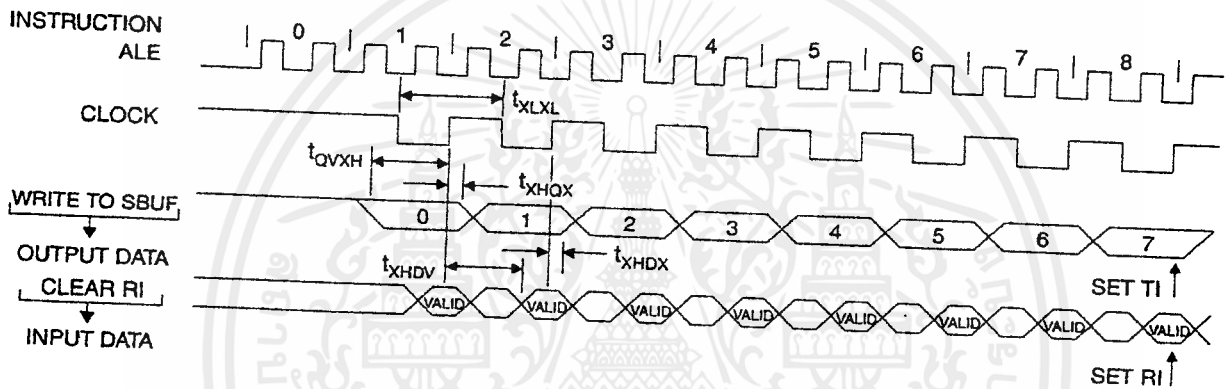 INSTRUCTION
0 1 2 3 4 5 6 7 8
ALE
CLOCK
tXLXL
tQVXH
tXHQX
WRITE TO SBUF
0 1 2 3 4 5 6 7
OUTPUT DATA
tXHDV
tXHDX
SET TI
CLEAR RI
VALID VALID VALID VALID VALID VALID VALID VALID
INPUT DATA
SET RI